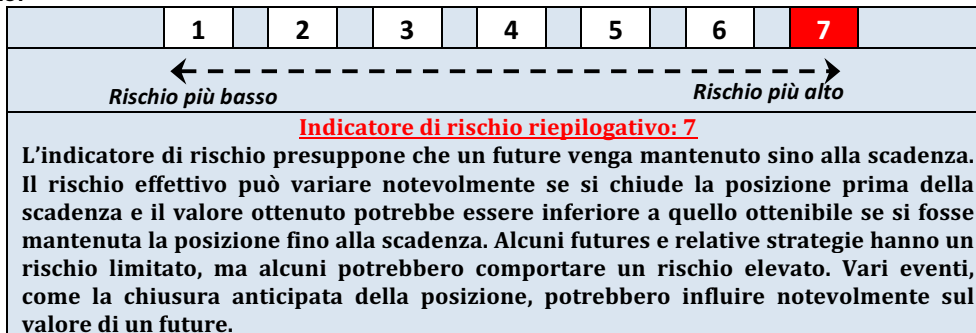 1 2 3 4 5 6 7
Rischio più basso Rischio più alto
Indicatore di rischio riepilogativo: 7
L’indicatore di rischio presuppone che un future venga mantenuto sino alla scadenza.
Il rischio effettivo può variare notevolmente se si chiude la posizione prima della
scadenza e il valore ottenuto potrebbe essere inferiore a quello ottenibile se si fosse
mantenuta la posizione fino alla scadenza. Alcuni futures e relative strategie hanno un
rischio limitato, ma alcuni potrebbero comportare un rischio elevato. Vari eventi,
come la chiusura anticipata della posizione, potrebbero influire notevolmente sul
valore di un future.